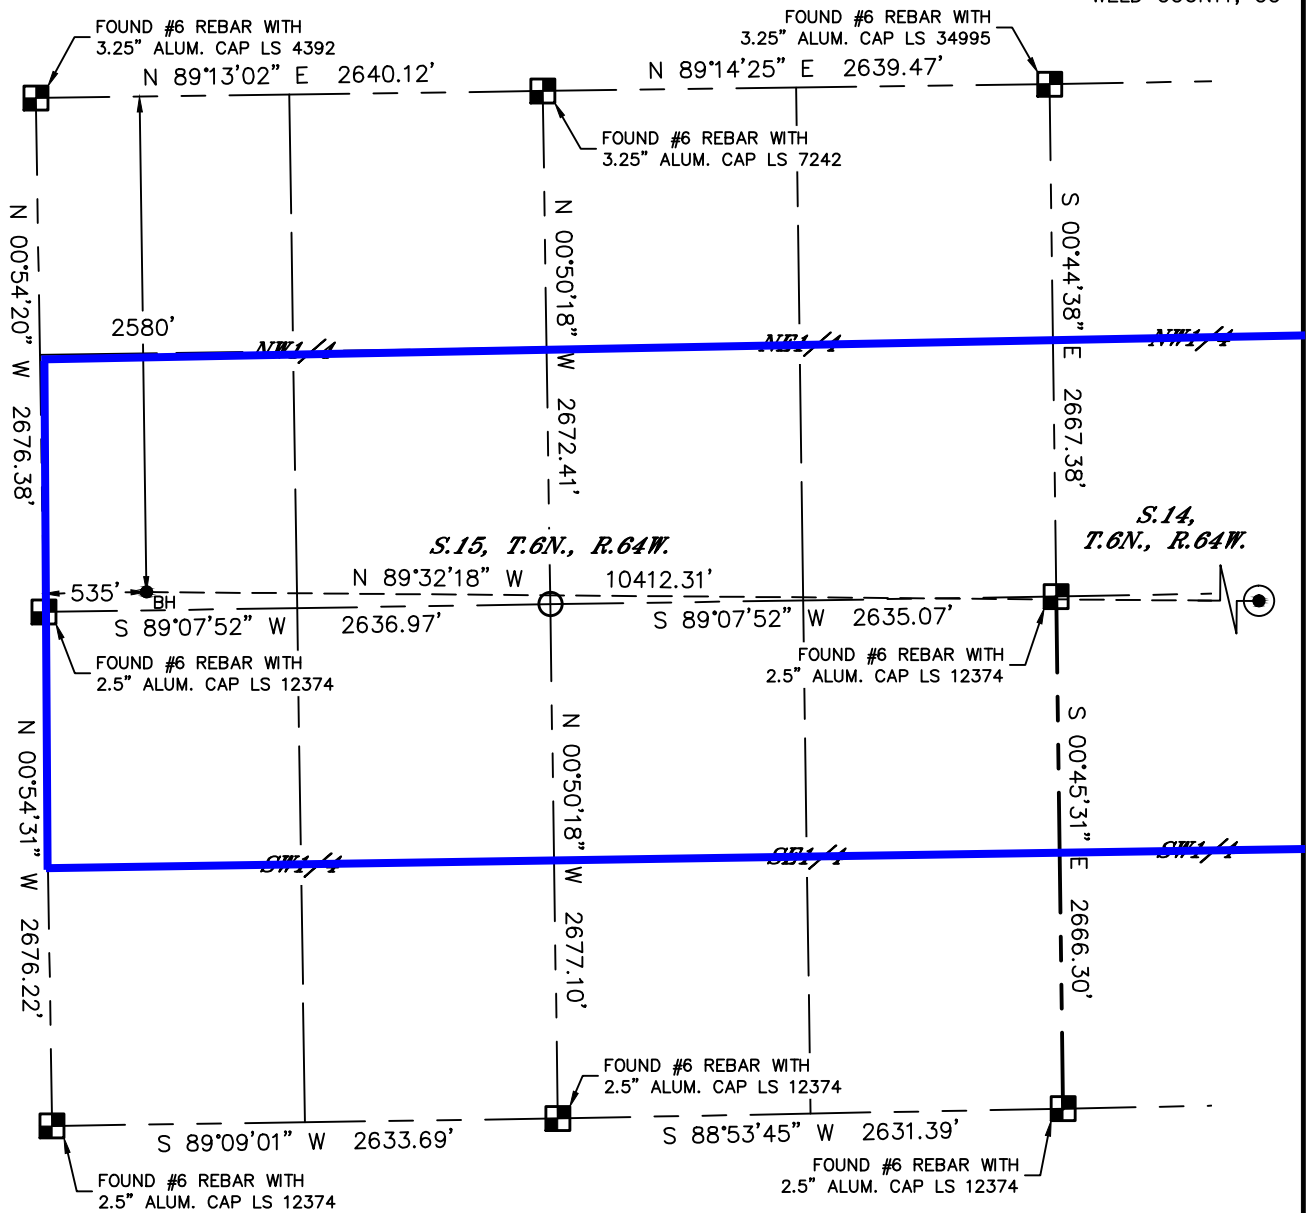 FOUND #6 REBAR WITH
3.25" ALUM. CAP LS 4392
FOUND #6 REBAR WITH
3.25" ALUM. CAP LS 34995
N 89°13'02" E 2640.12'
N 89°14'25" E 2639.47'
FOUND #6 REBAR WITH
3.25" ALUM. CAP LS 7242
N 00°54'20" W 2676.38'
N 00°50'18" W 2672.41'
S 00°44'38" E 2667.38'
2580'
NW1/4
NE1/4
NW1/4
S.15, T.6N., R.64W.
S.14,
T.6N., R.64W.
N 89°32'18" W 10412.31'
535'
BH
S 89°07'52" W 2636.97'
S 89°07'52" W 2635.07'
FOUND #6 REBAR WITH
2.5" ALUM. CAP LS 12374
FOUND #6 REBAR WITH
2.5" ALUM. CAP LS 12374
N 00°54'31" W 2676.22'
N 00°50'18" W 2677.10'
S 00°45'31" E 2666.30'
SW1/4
SE1/4
SW1/4
FOUND #6 REBAR WITH
2.5" ALUM. CAP LS 12374
S 89°09'01" W 2633.69'
S 88°53'45" W 2631.39'
FOUND #6 REBAR WITH
2.5" ALUM. CAP LS 12374
FOUND #6 REBAR WITH
2.5" ALUM. CAP LS 12374